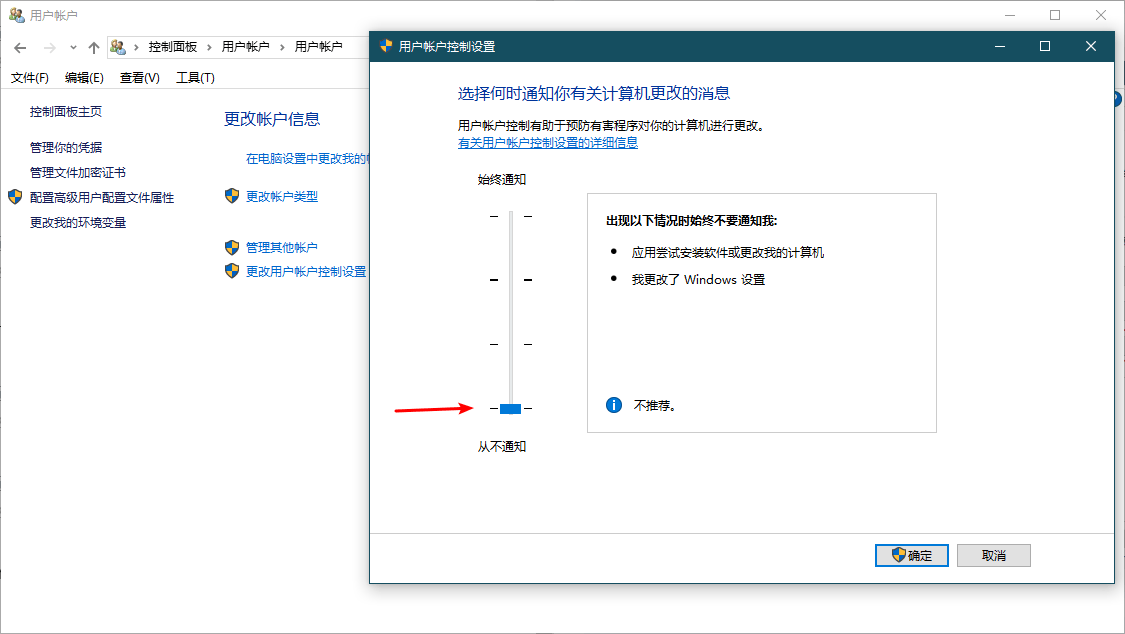 用户帐户
控制面板 › 用户帐户 › 用户帐户
文件(F) 编辑(E) 查看(V) 工具(T)
控制面板主页
管理你的凭据
管理文件加密证书
配置高级用户配置文件属性
更改我的环境变量
更改帐户信息
在电脑设置中更改我的
更改帐户类型
管理其他帐户
更改用户帐户控制设置
用户帐户控制设置
选择何时通知你有关计算机更改的消息
用户帐户控制有助于预防有害程序对你的计算机进行更改。
有关用户帐户控制设置的详细信息
始终通知
出现以下情况时始终不要通知我:
• 应用尝试安装软件或更改我的计算机
• 我更改了 Windows 设置
不推荐。
从不通知
确定 取消